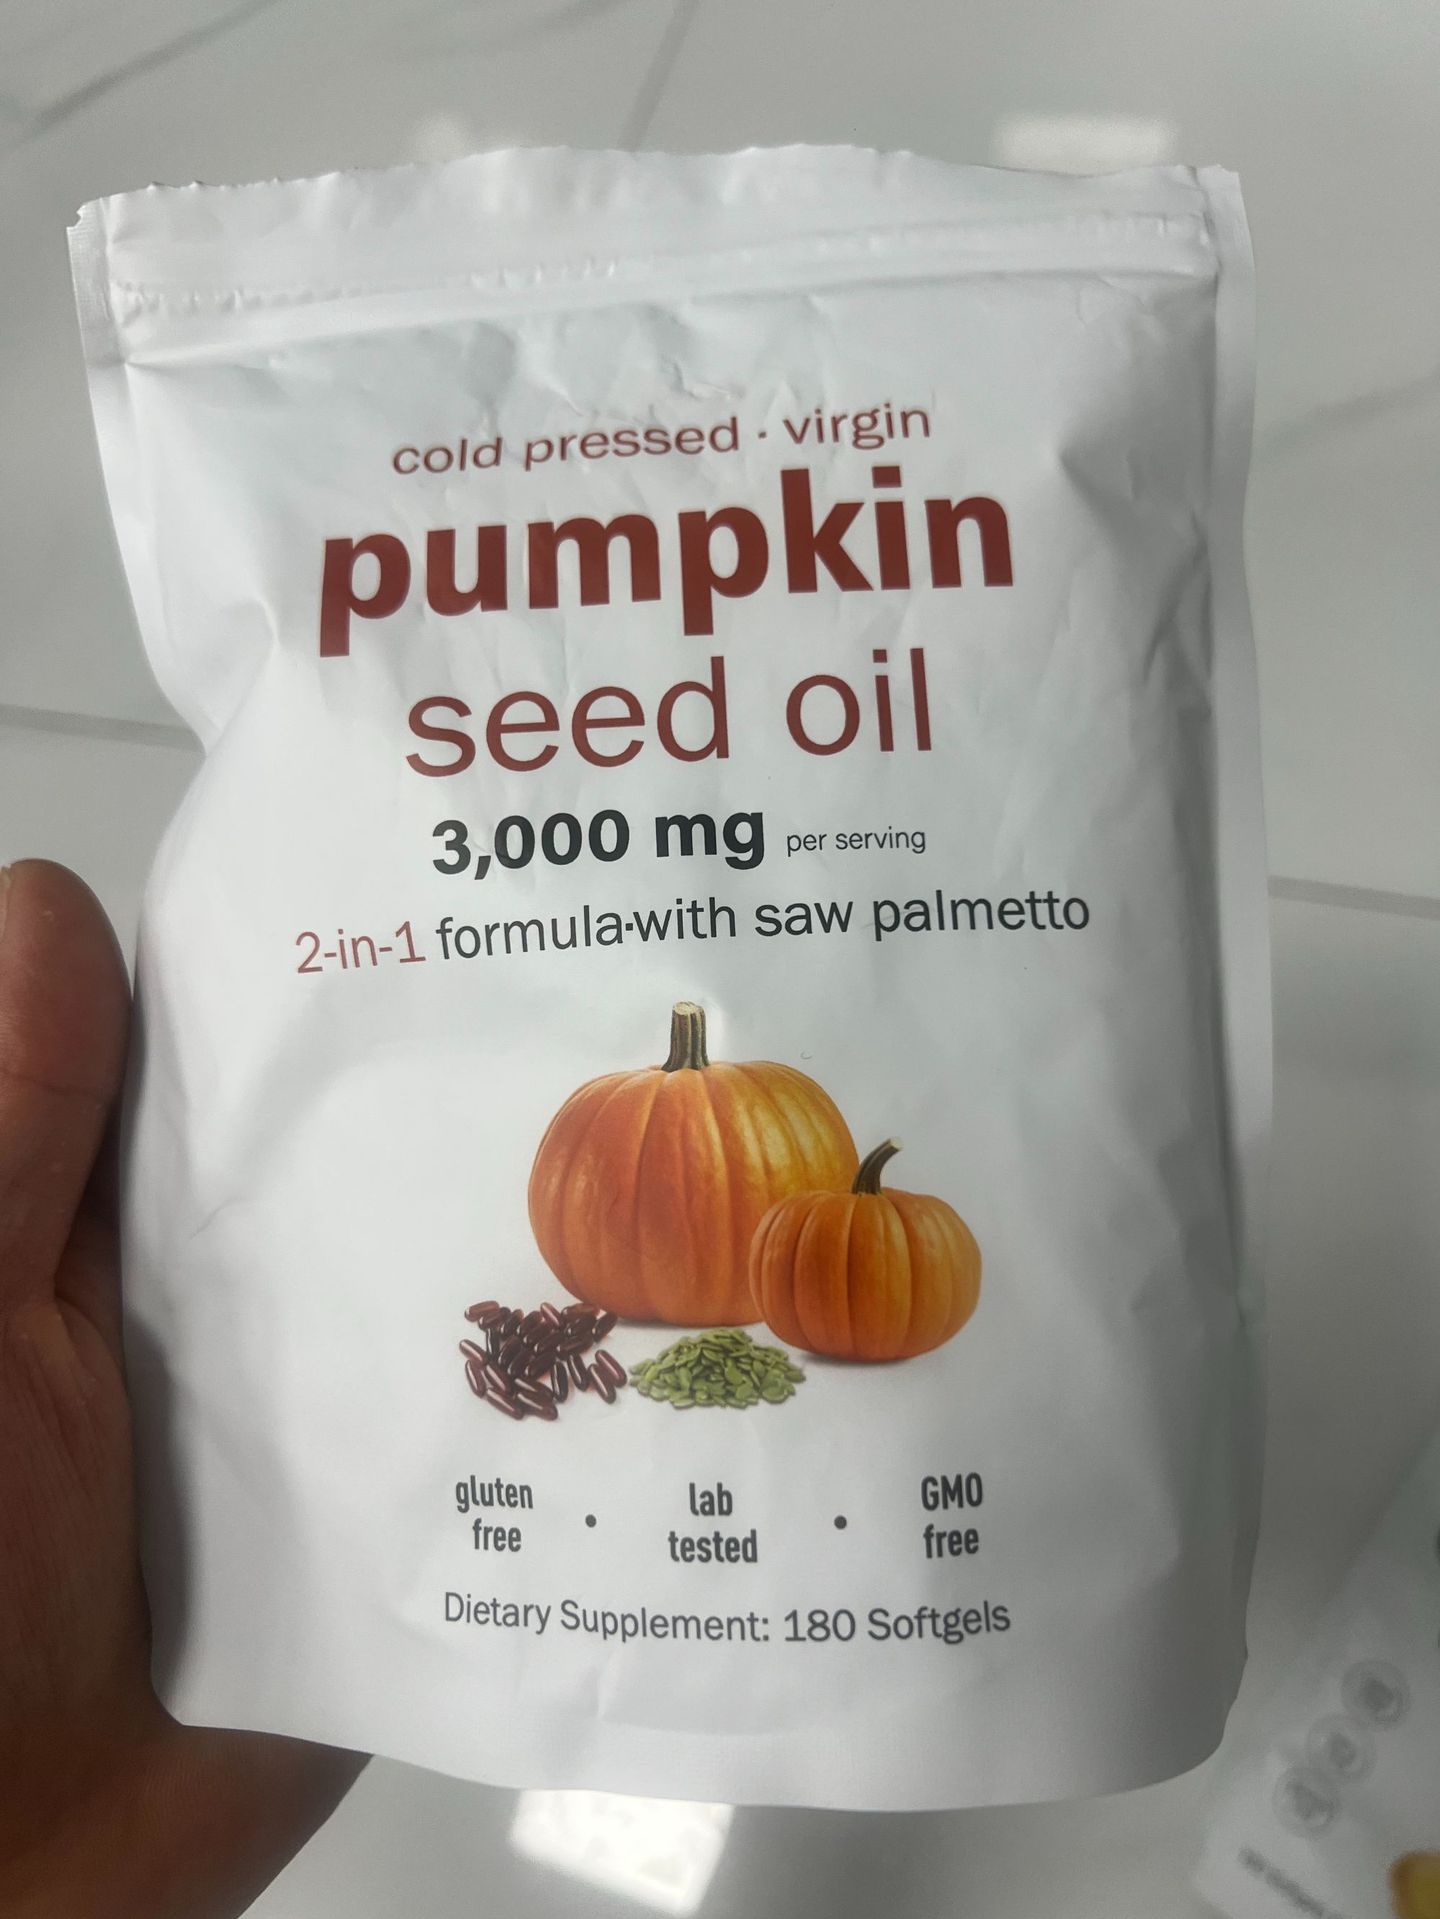 cold pressed · virgin
pumpkin
seed oil
3,000 mg per serving
2-in-1 formula·with saw palmetto
gluten free · lab tested · GMO free
Dietary Supplement: 180 Softgels